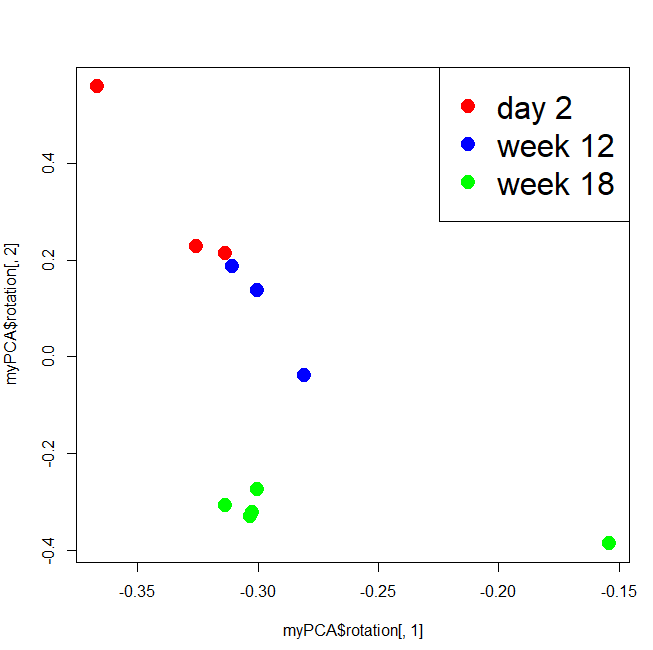 day 2
week 12
week 18
0.4
0.2
0.0
-0.2
-0.4
myPCA$rotation[, 2]
-0.35
-0.30
-0.25
-0.20
-0.15
myPCA$rotation[, 1]